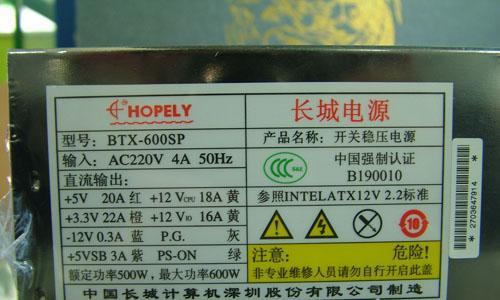 HOPELY
长城电源
型号: BTX-600SP
产品名称: 开关稳压电源
输入: AC220V 4A 50Hz
中国强制认证
B190010
直流输出:
+5V 20A 红 +12 VCPU 18A 黄
参照INTELATX12V 2.2标准
+3.3V 22A 橙 +12 VIO 16A 黄
-12V 0.3A 蓝 P.G. 灰
+5VSB 3A 紫 PS-ON 绿
注意: 危险!
额定功率500W, 最大功率600W
非专业维修人员请勿自行开启此盖
中国长城计算机深圳股份有限公司制造
* 2703647914 *
10